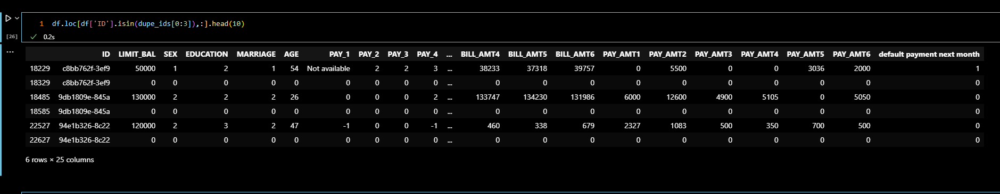 1 df.loc[df['ID'].isin(dupe_ids[0:3]),:].head(10)
[26] 0.2s
... ID LIMIT_BAL SEX EDUCATION MARRIAGE AGE PAY_1 PAY_2 PAY_3 PAY_4 ... BILL_AMT4 BILL_AMT5 BILL_AMT6 PAY_AMT1 PAY_AMT2 PAY_AMT3 PAY_AMT4 PAY_AMT5 PAY_AMT6 default payment next month
18229 c8bb762f-3ef9 50000 1 2 1 54 Not available 2 2 3 ... 38233 37318 39757 0 5500 0 0 3036 2000 1
18329 c8bb762f-3ef9 0 0 0 0 0 0 0 0 0 ... 0 0 0 0 0 0 0 0 0 0
18485 9db1809e-845a 130000 2 2 2 26 0 0 0 2 ... 133747 134230 131986 6000 12600 4900 5105 0 5050 0
18585 9db1809e-845a 0 0 0 0 0 0 0 0 0 ... 0 0 0 0 0 0 0 0 0 0
22527 94e1b326-8c22 120000 2 3 2 47 -1 0 0 -1 ... 460 338 679 2327 1083 500 350 700 500 0
22627 94e1b326-8c22 0 0 0 0 0 0 0 0 0 ... 0 0 0 0 0 0 0 0 0 0
6 rows × 25 columns